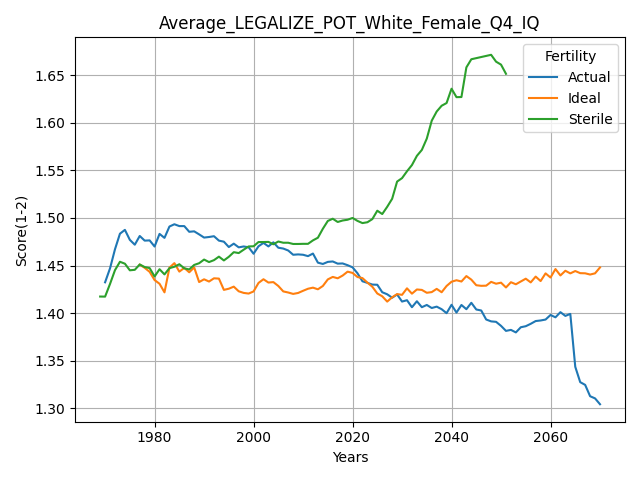 Average_LEGALIZE_POT_White_Female_Q4_IQ
Fertility
Actual
Ideal
Sterile
Score(1-2)
1.65
1.60
1.55
1.50
1.45
1.40
1.35
1.30
1980
2000
2020
2040
2060
Years